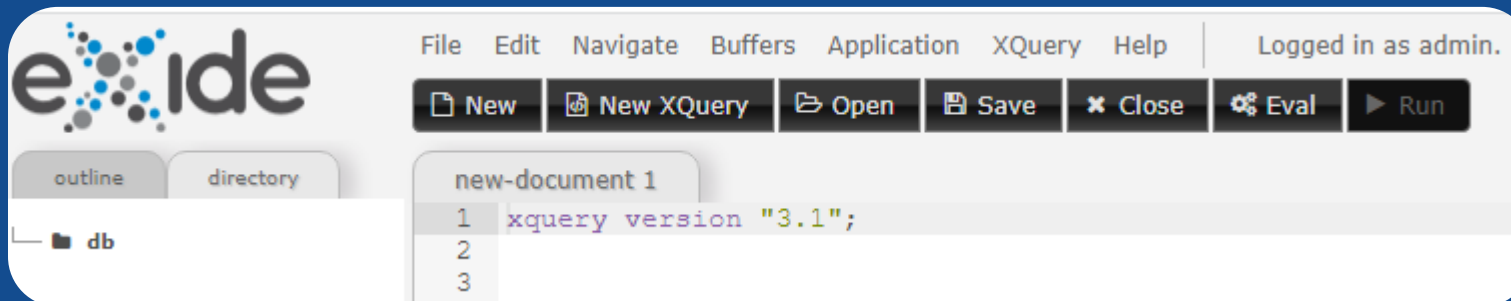 eXide
File Edit Navigate Buffers Application XQuery Help Logged in as admin.
New New XQuery Open Save Close Eval Run
outline directory
db
new-document 1
1 xquery version "3.1";
2
3